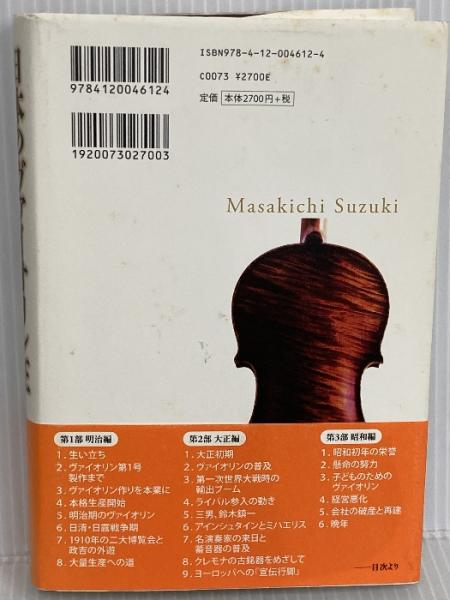 ISBN978-4-12-004612-4
C0073 ¥2700E
定価 本体2700円+税
9784120046124
1920073027003
Masakichi Suzuki
第1部 明治編
1. 生い立ち
2. ヴァイオリン第1号
製作まで
3. ヴァイオリン作りを本業に
4. 本格生産開始
5. 明治期のヴァイオリン
6. 日清・日露戦争期
7. 1910年の二大博覧会と
政吉の外遊
8. 大量生産への道
第2部 大正編
1. 大正初期
2. ヴァイオリンの普及
3. 第一次世界大戦時の
輸出ブーム
4. ライバル参入の動き
5. 三男、鈴木鎮一
6. アインシュタインとミハエリス
7. 名演奏家の来日と
蓄音器の普及
8. クレモナの古銘器をめざして
9. ヨーロッパへの「宣伝行脚」
第3部 昭和編
1. 昭和初年の栄誉
2. 懸命の努力
3. 子どものための
ヴァイオリン
4. 経営悪化
5. 会社の破産と再建
6. 晩年
——目次より